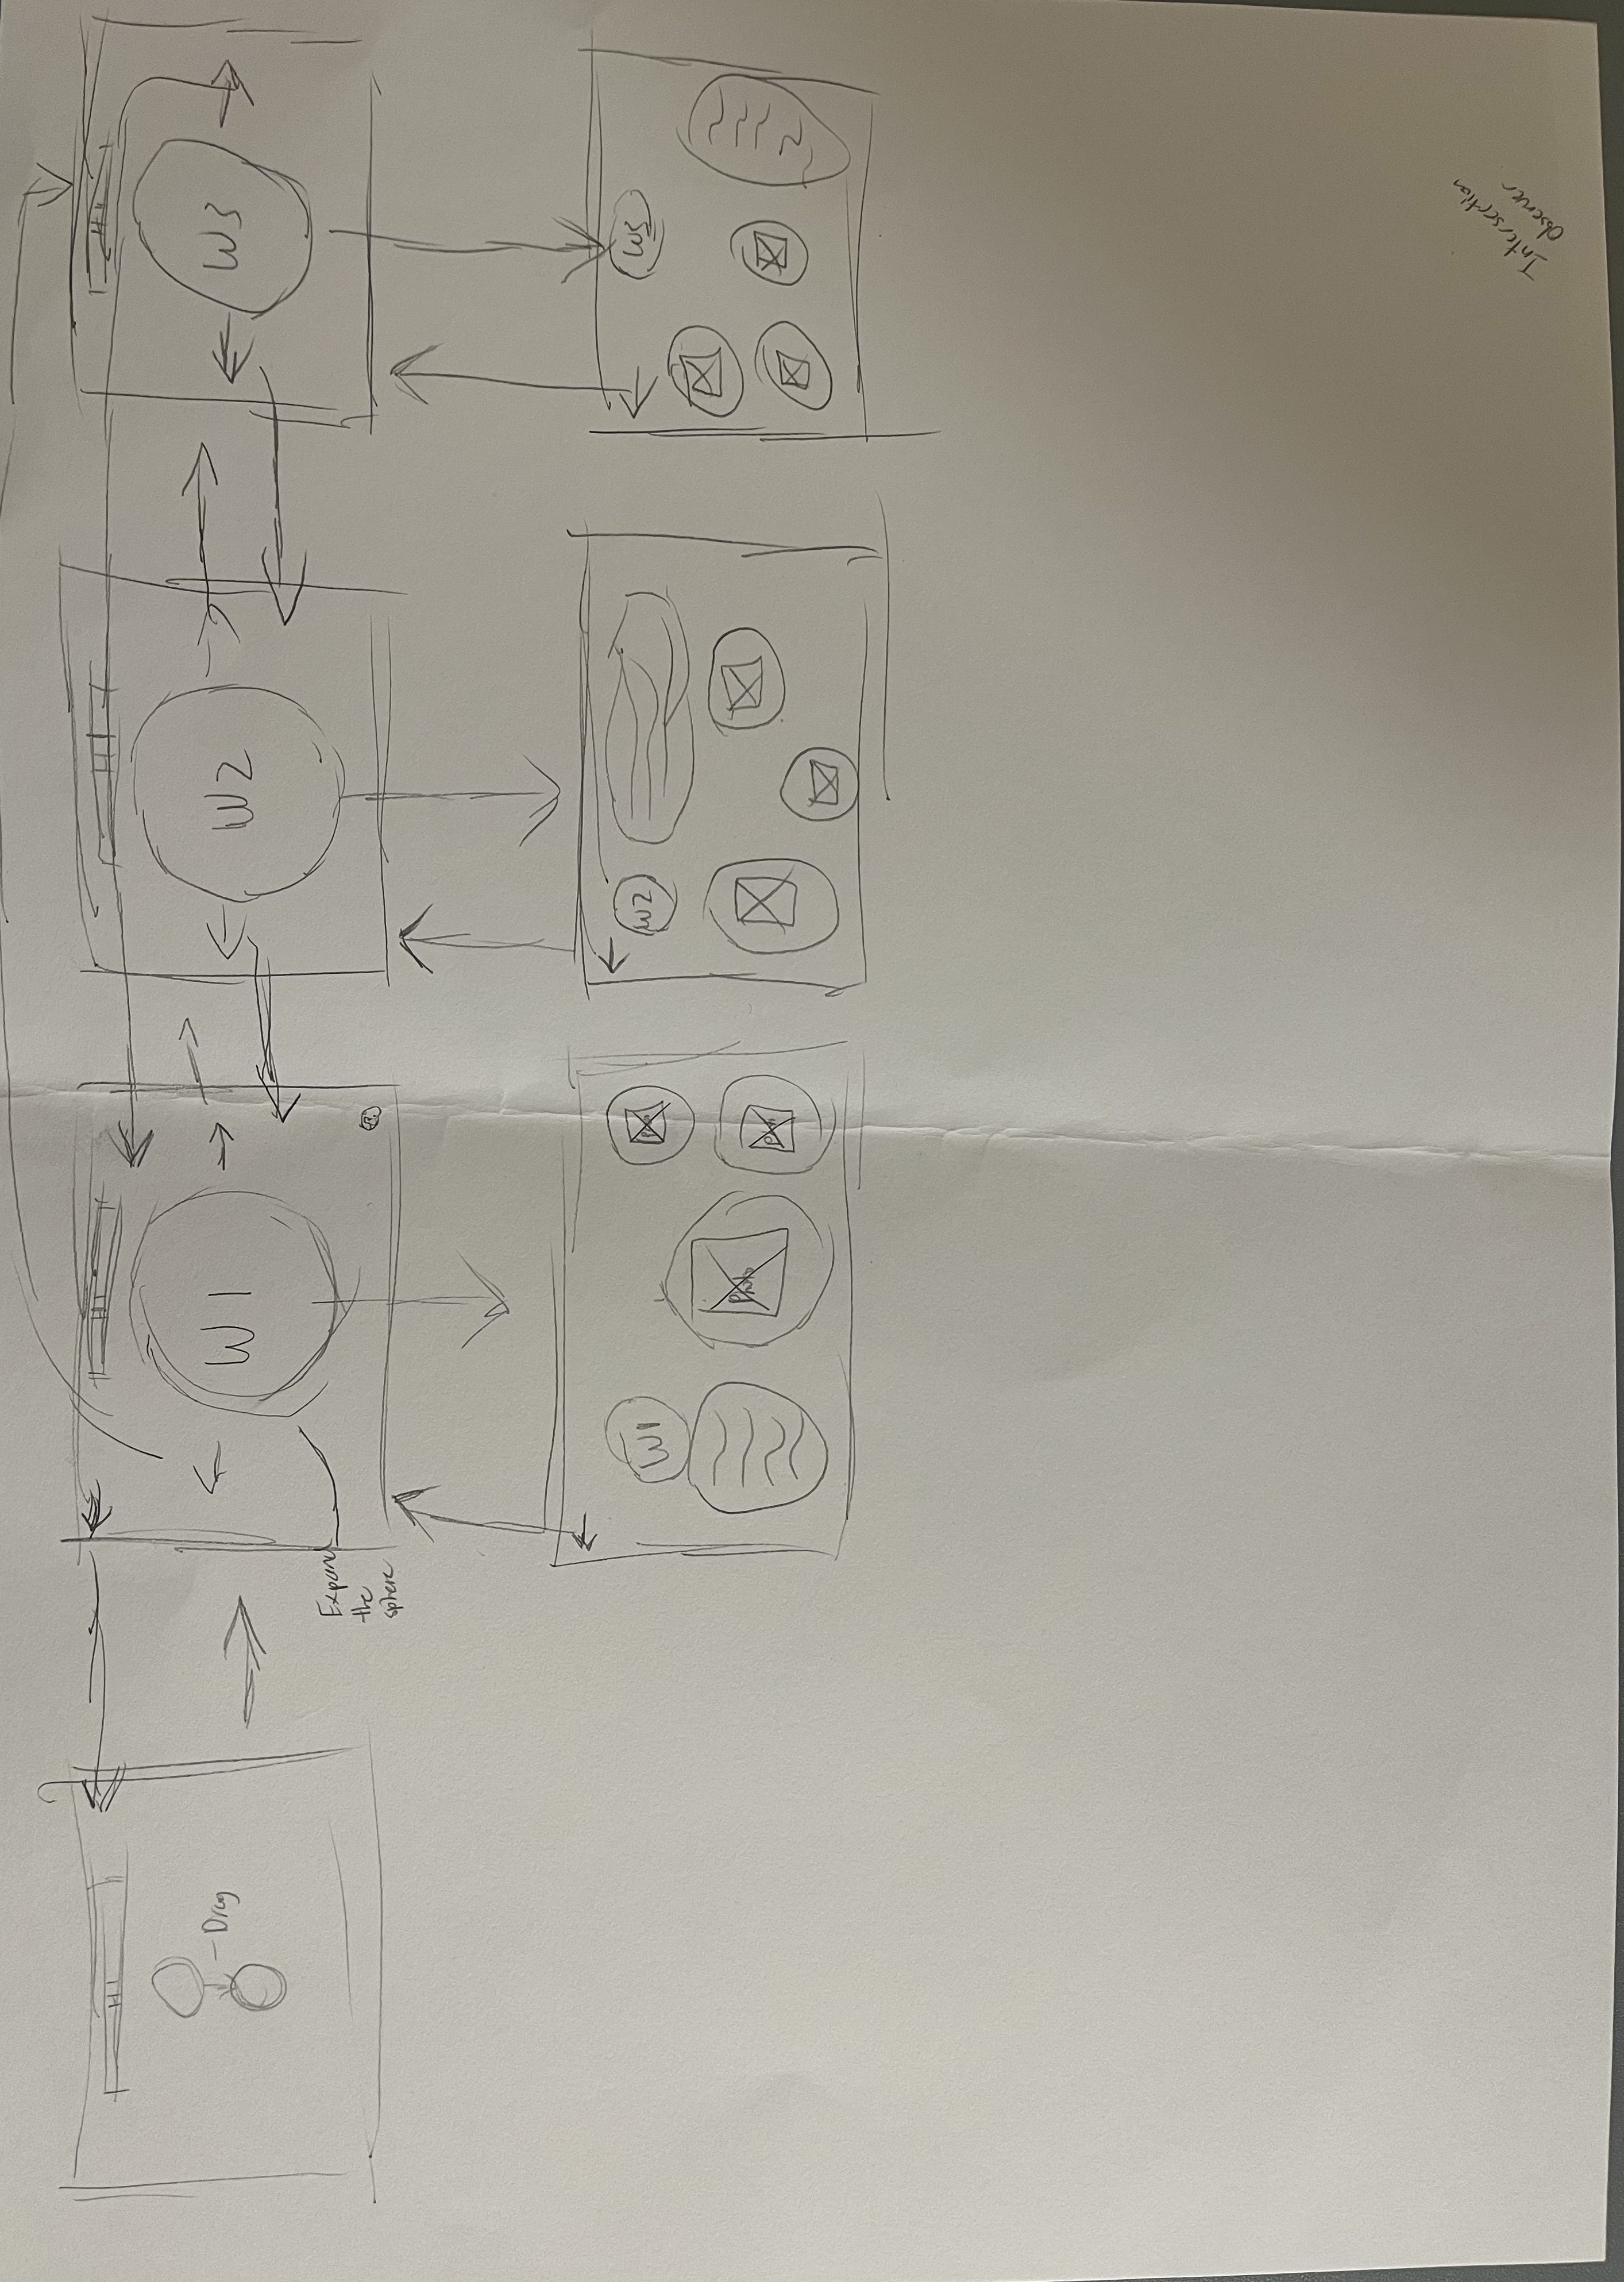 H1
H1
H1
H1
Drag
W1
W2
W3
Expand
the
sphere
W1
Photo
Photo
W2
W3
Photo
Intersection
observer